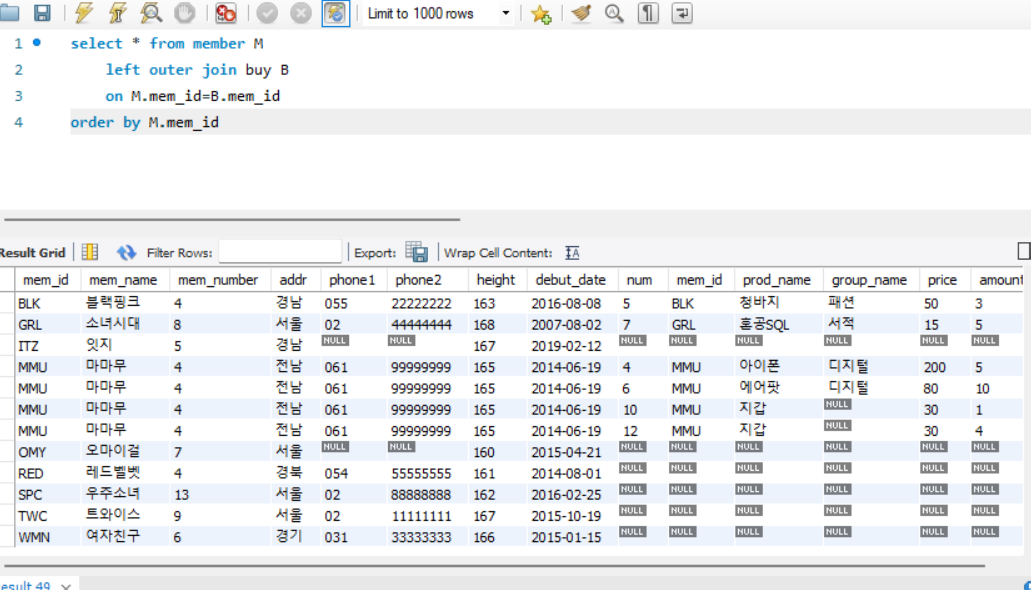 Limit to 1000 rows
1 select * from member M
2 left outer join buy B
3 on M.mem_id=B.mem_id
4 order by M.mem_id
Result Grid Filter Rows: Export: Wrap Cell Content: IA
mem_id mem_name mem_number addr phone1 phone2 height debut_date num mem_id prod_name group_name price amount
BLK 블랙핑크 4 경남 055 22222222 163 2016-08-08 5 BLK 청바지 패션 50 3
GRL 소녀시대 8 서울 02 44444444 168 2007-08-02 7 GRL 혼공SQL 서적 15 5
ITZ 잇지 5 경남 NULL NULL 167 2019-02-12 NULL NULL NULL NULL NULL NULL
MMU 마마무 4 전남 061 99999999 165 2014-06-19 4 MMU 아이폰 디지털 200 5
MMU 마마무 4 전남 061 99999999 165 2014-06-19 6 MMU 에어팟 디지털 80 10
MMU 마마무 4 전남 061 99999999 165 2014-06-19 10 MMU 지갑 NULL 30 1
MMU 마마무 4 전남 061 99999999 165 2014-06-19 12 MMU 지갑 NULL 30 4
OMY 오마이걸 7 서울 NULL NULL 160 2015-04-21 NULL NULL NULL NULL NULL NULL
RED 레드벨벳 4 경북 054 55555555 161 2014-08-01 NULL NULL NULL NULL NULL NULL
SPC 우주소녀 13 서울 02 88888888 162 2016-02-25 NULL NULL NULL NULL NULL NULL
TWC 트와이스 9 서울 02 11111111 167 2015-10-19 NULL NULL NULL NULL NULL NULL
WMN 여자친구 6 경기 031 33333333 166 2015-01-15 NULL NULL NULL NULL NULL NULL
esult 49